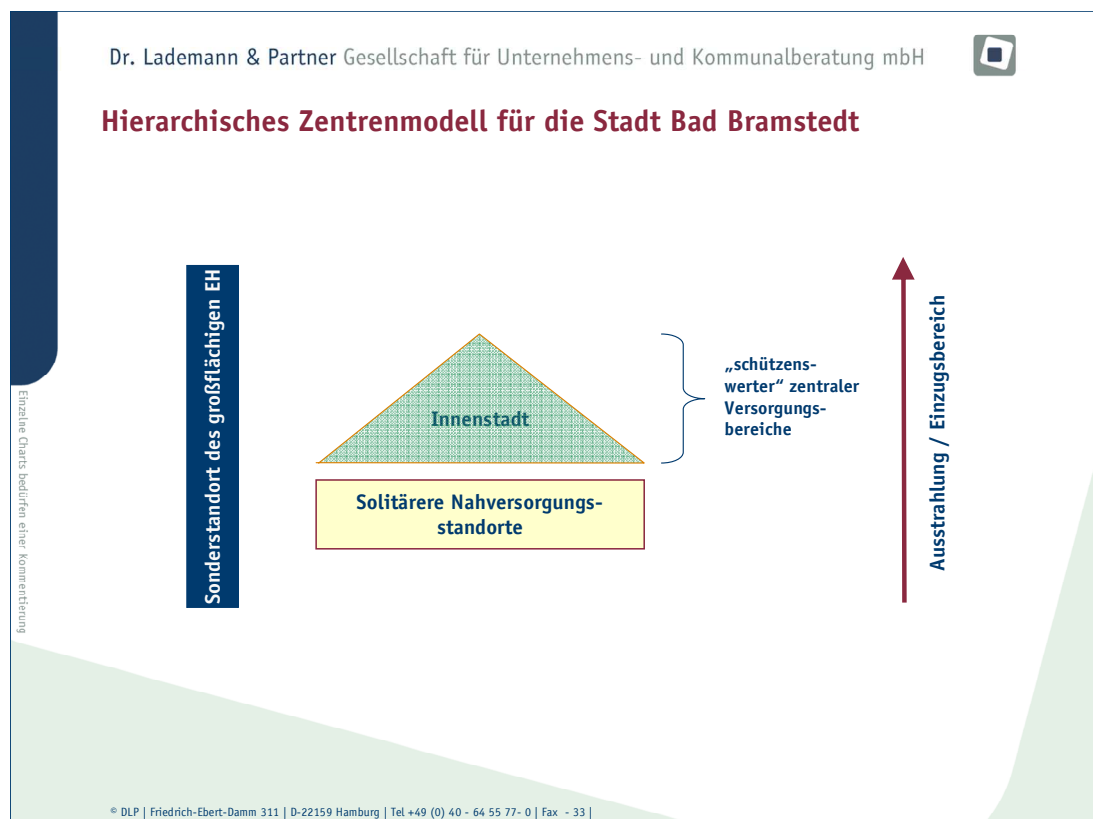 Dr. Lademann & Partner Gesellschaft für Unternehmens- und Kommunalberatung mbH
Hierarchisches Zentrenmodell für die Stadt Bad Bramstedt
Sonderstandort des großflächigen EH
Innenstadt
Solitärere Nahversorgungs-
standorte
„schützens-
werter“ zentraler
Versorgungs-
bereiche
Ausstrahlung / Einzugsbereich
Einzelne Charts bedürfen einer Kommentierung
© DLP | Friedrich-Ebert-Damm 311 | D-22159 Hamburg | Tel +49 (0) 40 - 64 55 77- 0 | Fax - 33 |